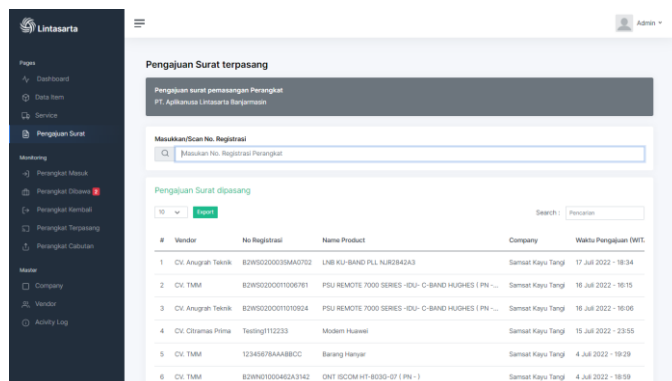 Lintasarta
Admin
Pages
Dashboard
Data Item
Service
Pengajuan Surat
Monitoring
Perangkat Masuk
Perangkat Dibawa
Perangkat Kembali
Perangkat Terpasang
Perangkat Cabutan
Master
Company
Vendor
Acivity Log
Pengajuan Surat terpasang
Pengajuan surat pemasangan Perangkat
PT. Aplikanusa Lintasarta Banjarmasin
Masukkan/Scan No. Registrasi
Masukan No. Registrasi Perangkat
Pengajuan Surat dipasang
10 Export Search : Pencarian
# Vendor No Registrasi Name Product Company Waktu Pengajuan (WIT.
1 CV. Anugrah Teknik B2WS0200035MA0702 LNB KU-BAND PLL NJR2842A3 Samsat Kayu Tangi 17 Juli 2022 - 18:34
2 CV. TMM B2WS0200011006761 PSU REMOTE 7000 SERIES -IDU- C-BAND HUGHES ( PN -... Samsat Kayu Tangi 16 Juli 2022 - 16:15
3 CV. Anugrah Teknik B2WS0200011010924 PSU REMOTE 7000 SERIES -IDU- C-BAND HUGHES ( PN -... Samsat Kayu Tangi 16 Juli 2022 - 16:06
4 CV. Citramas Prima Testing1112233 Modem Huawei Samsat Kayu Tangi 15 Juli 2022 - 23:55
5 CV. TMM 12345678AAABBCC Barang Hanyar Samsat Kayu Tangi 4 Juli 2022 - 19:29
6 CV. TMM B2WN01000462A3142 ONT ISCOM HT-803G-07 ( PN - ) Samsat Kayu Tangi 4 Juli 2022 - 18:59